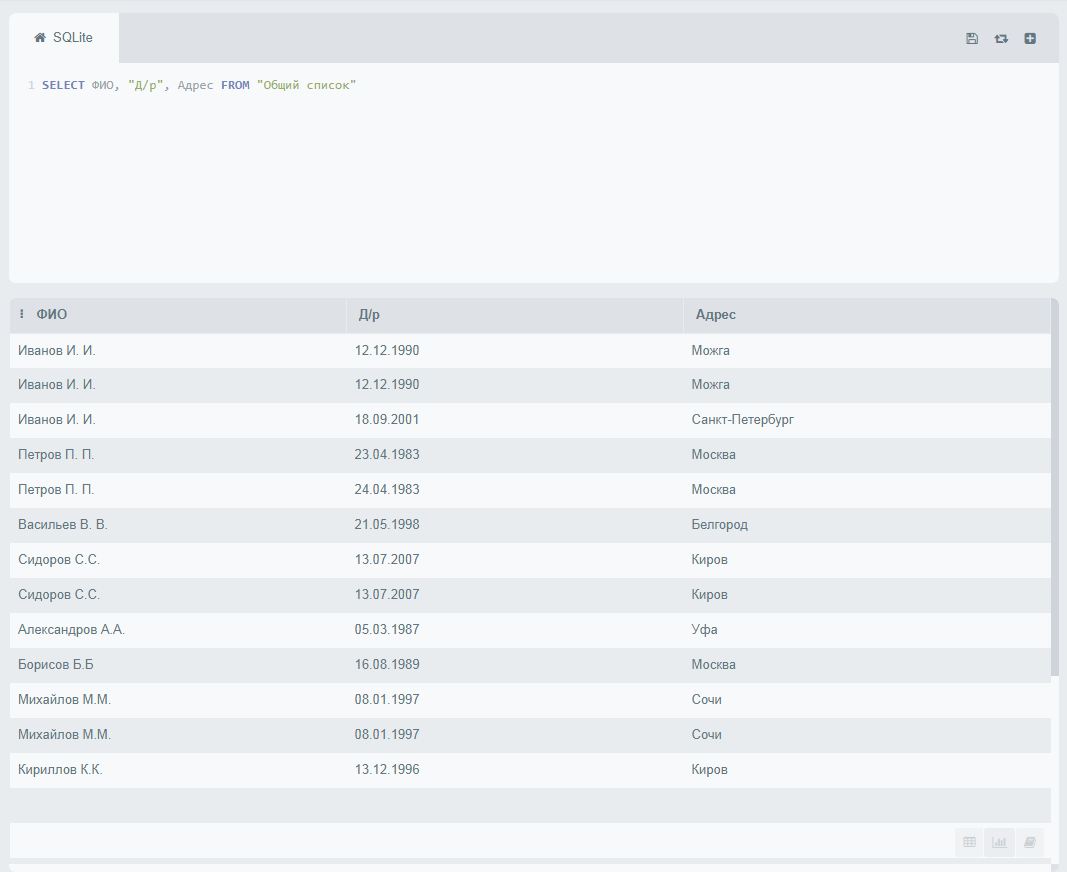 SQLite
1 SELECT ФИО, "Д/р", Адрес FROM "Общий список"
ФИО Д/р Адрес
Иванов И. И. 12.12.1990 Можга
Иванов И. И. 12.12.1990 Можга
Иванов И. И. 18.09.2001 Санкт-Петербург
Петров П. П. 23.04.1983 Москва
Петров П. П. 24.04.1983 Москва
Васильев В. В. 21.05.1998 Белгород
Сидоров С.С. 13.07.2007 Киров
Сидоров С.С. 13.07.2007 Киров
Александров А.А. 05.03.1987 Уфа
Борисов Б.Б 16.08.1989 Москва
Михайлов М.М. 08.01.1997 Сочи
Михайлов М.М. 08.01.1997 Сочи
Кириллов К.К. 13.12.1996 Киров